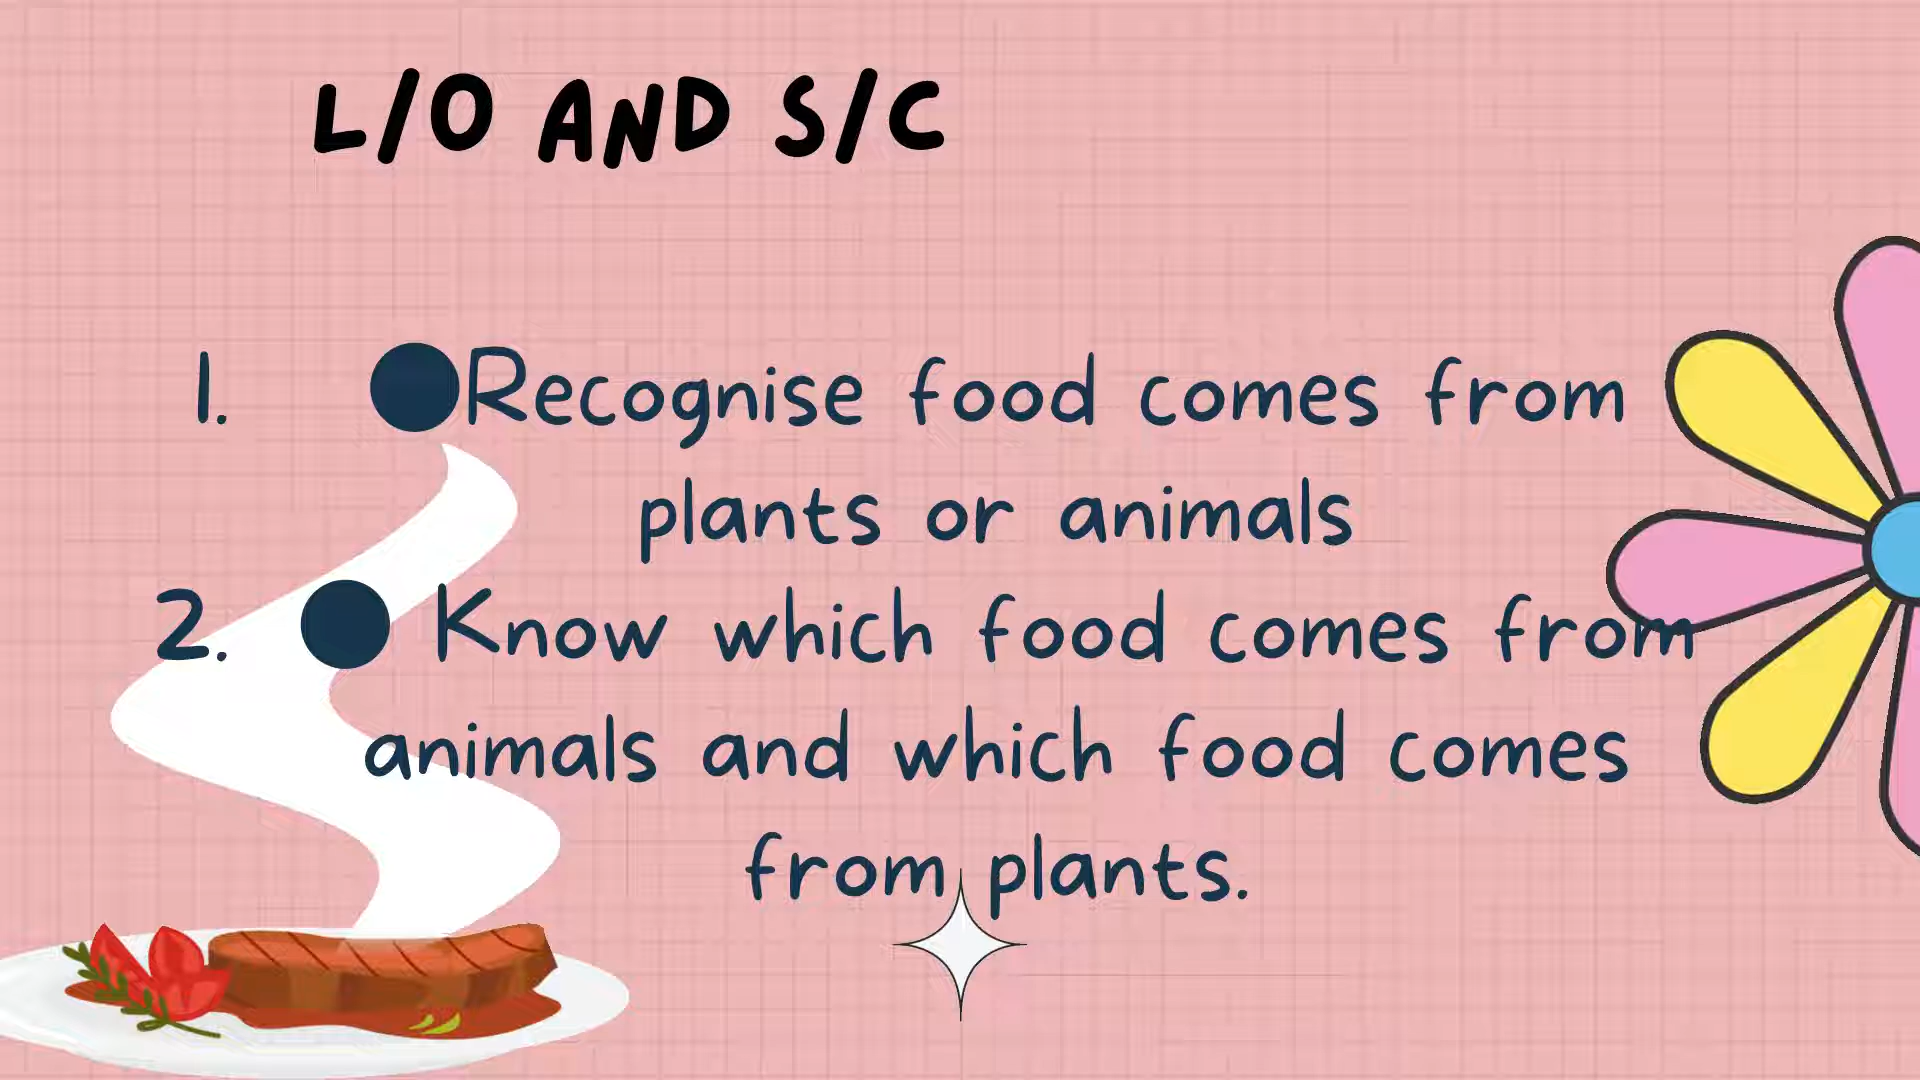 L/O AND S/C
1. ●Recognise food comes from
plants or animals
2. ● Know which food comes from
animals and which food comes
from plants.